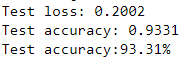 Test loss: 0.2002
Test accuracy: 0.9331
Test accuracy:93.31%